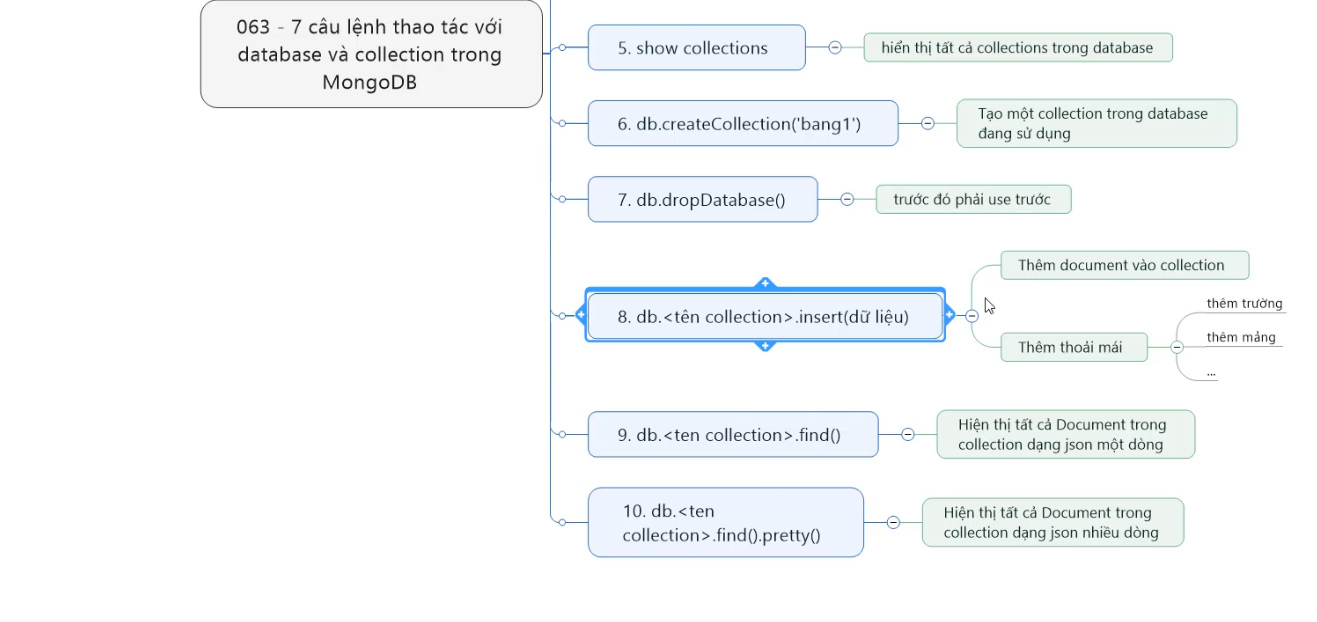 063 - 7 câu lệnh thao tác với
database và collection trong
MongoDB
5. show collections
hiển thị tất cả collections trong database
6. db.createCollection('bang1')
Tạo một collection trong database
đang sử dụng
7. db.dropDatabase()
trước đó phải use trước
8. db.<tên collection>.insert(dữ liệu)
Thêm document vào collection
Thêm thoải mái
thêm trường
thêm mảng
...
9. db.<ten collection>.find()
Hiện thị tất cả Document trong
collection dạng json một dòng
10. db.<ten
collection>.find().pretty()
Hiện thị tất cả Document trong
collection dạng json nhiều dòng